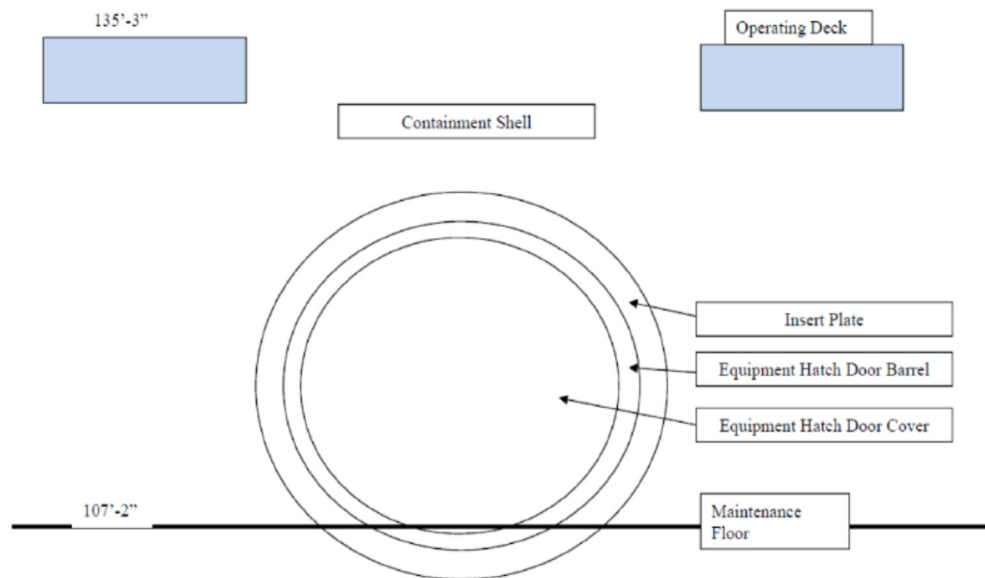 135’-3”
Operating Deck
Containment Shell
Insert Plate
Equipment Hatch Door Barrel
Equipment Hatch Door Cover
107’-2”
Maintenance
Floor